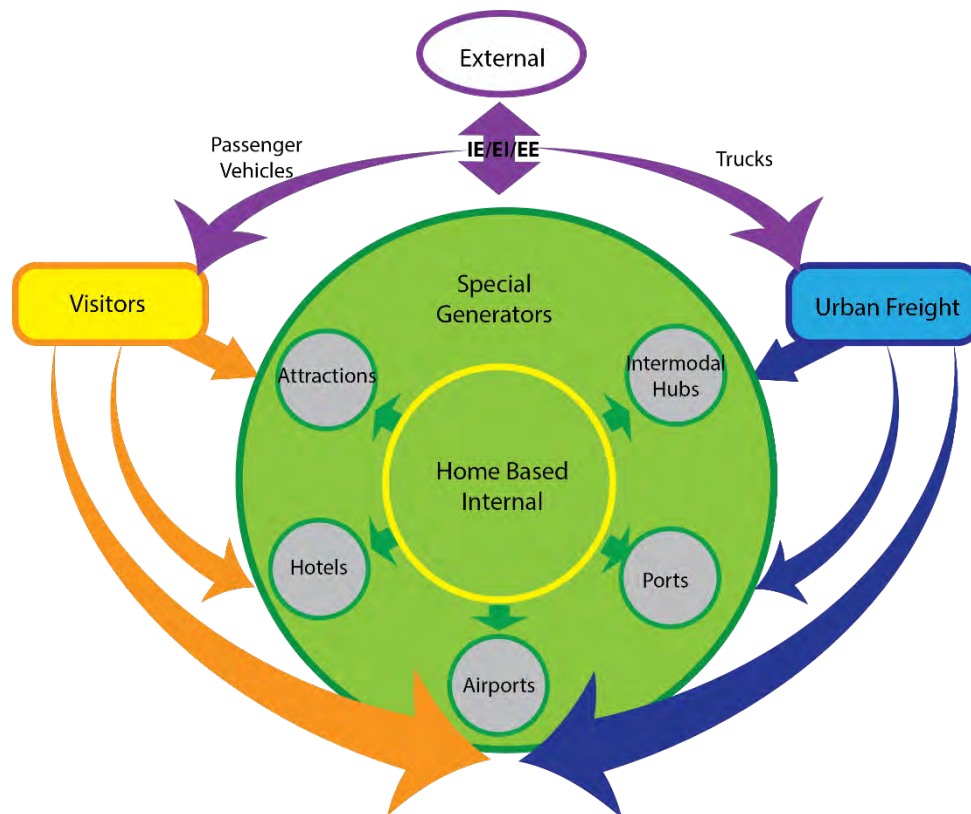 External
IE/EI/EE
Passenger
Vehicles
Trucks
Visitors
Urban Freight
Special
Generators
Attractions
Intermodal
Hubs
Home Based
Internal
Hotels
Ports
Airports